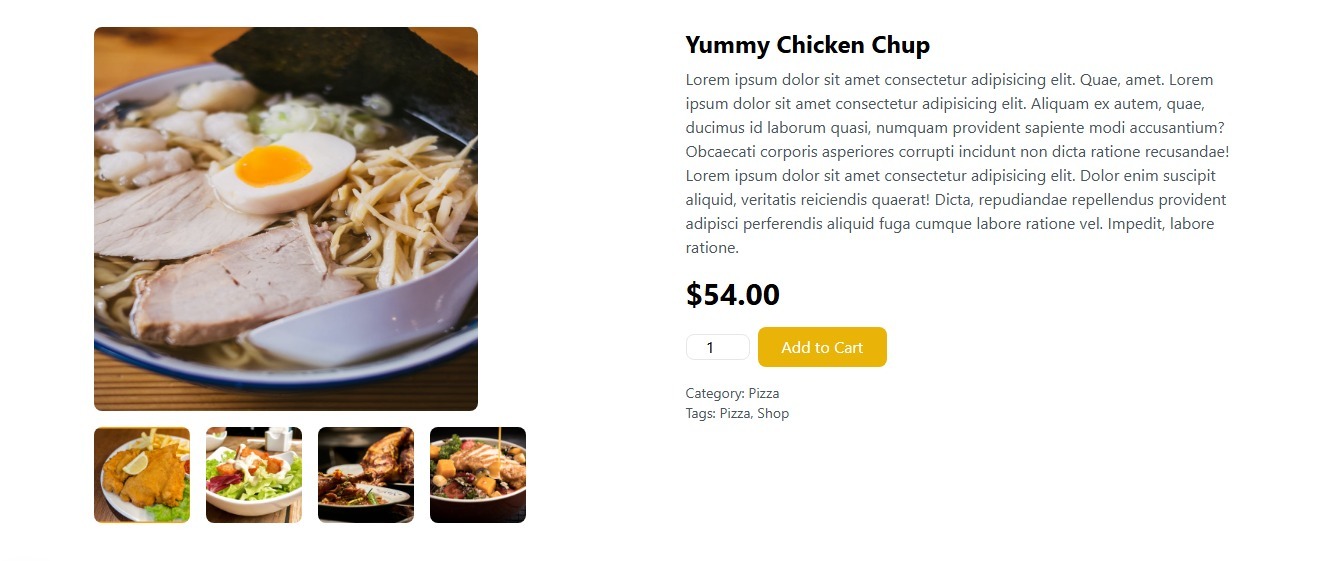 Yummy Chicken Chup
Lorem ipsum dolor sit amet consectetur adipisicing elit. Quae, amet. Lorem
ipsum dolor sit amet consectetur adipisicing elit. Aliquam ex autem, quae,
ducimus id laborum quasi, numquam provident sapiente modi accusantium?
Obcaecati corporis asperiores corrupti incidunt non dicta ratione recusandae!
Lorem ipsum dolor sit amet consectetur adipisicing elit. Dolor enim suscipit
aliquid, veritatis reiciendis quaerat! Dicta, repudiandae repellendus provident
adipisci perferendis aliquid fuga cumque labore ratione vel. Impedit, labore
ratione.
$54.00
1
Add to Cart
Category: Pizza
Tags: Pizza, Shop